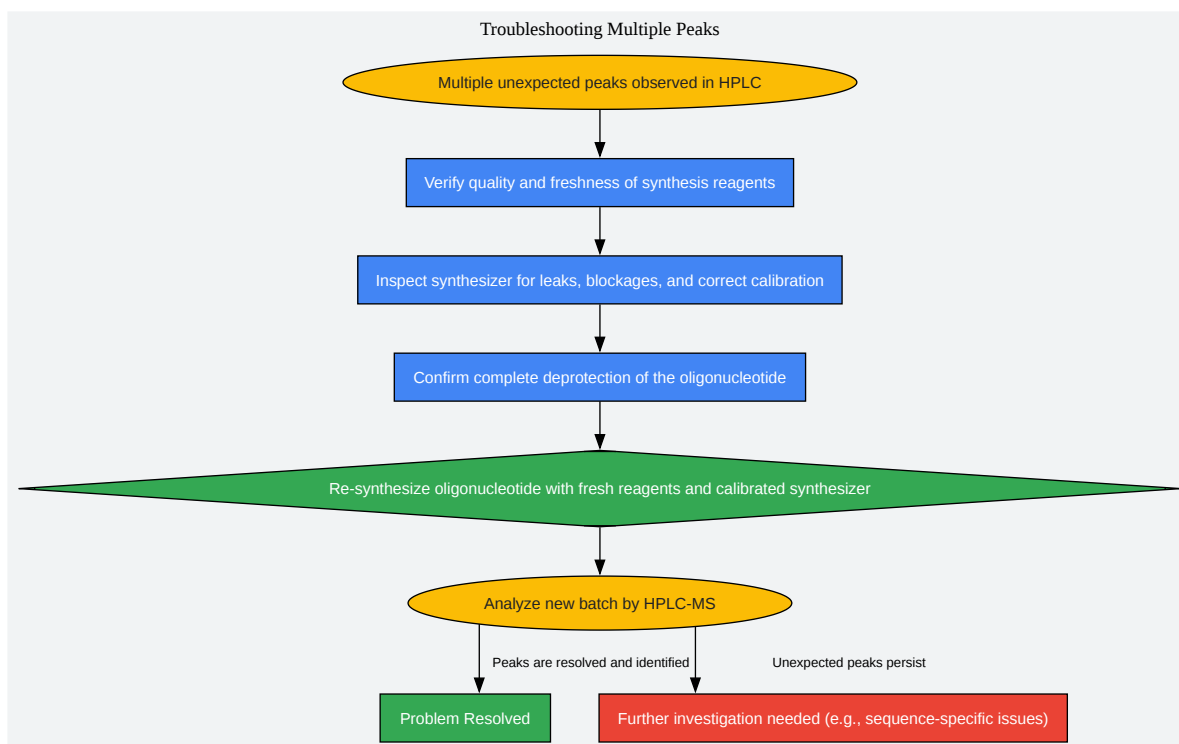 Troubleshooting Multiple Peaks
Multiple unexpected peaks observed in HPLC
Verify quality and freshness of synthesis reagents
Inspect synthesizer for leaks, blockages, and correct calibration
Confirm complete deprotection of the oligonucleotide
Re-synthesize oligonucleotide with fresh reagents and calibrated synthesizer
Analyze new batch by HPLC-MS
Peaks are resolved and identified
Unexpected peaks persist
Problem Resolved
Further investigation needed (e.g., sequence-specific issues)